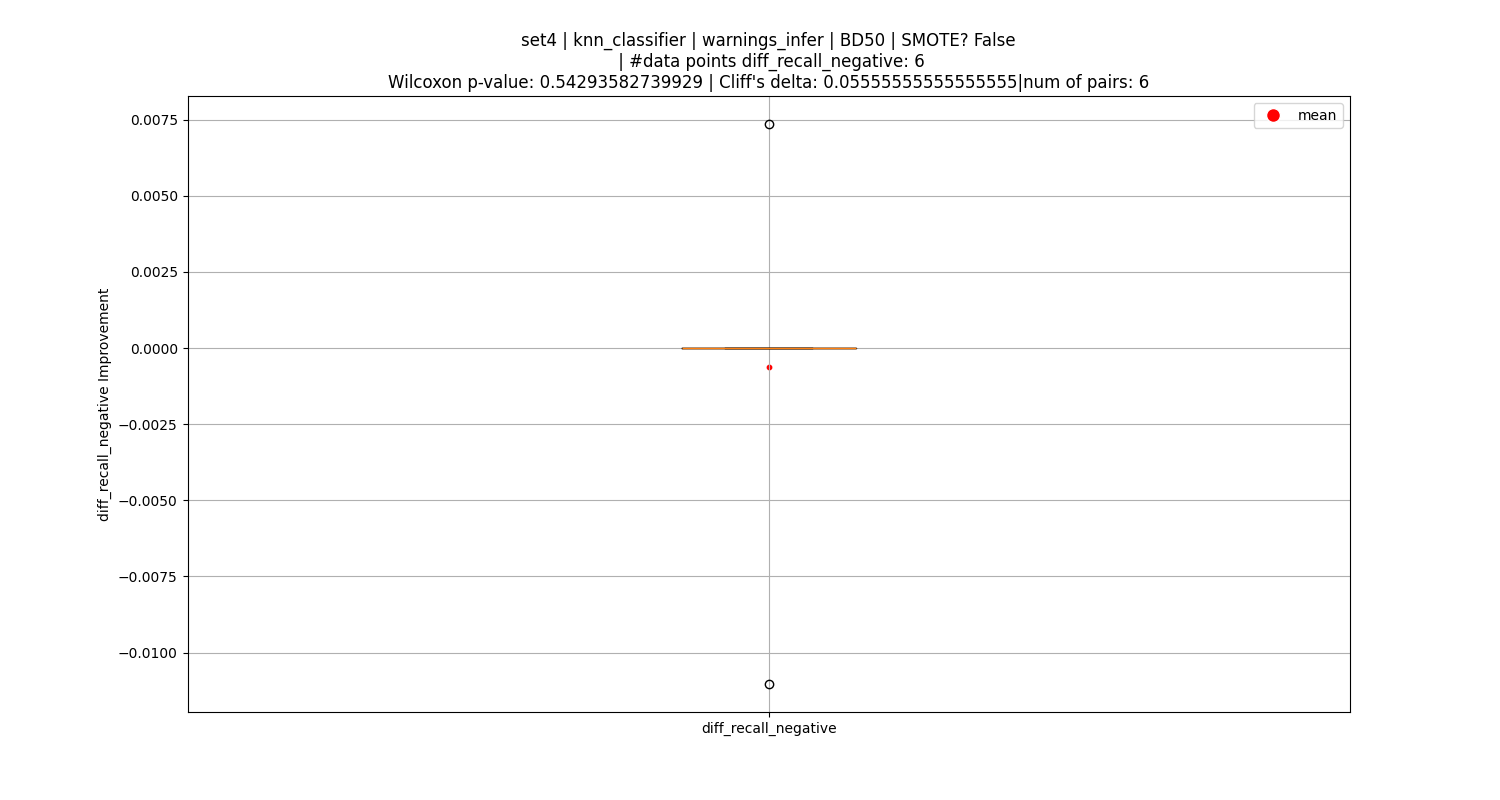 set4 | knn_classifier | warnings_infer | BD50 | SMOTE? False
| #data points diff_recall_negative: 6
Wilcoxon p-value: 0.54293582739929 | Cliff's delta: 0.05555555555555555|num of pairs: 6
mean
0.0075
0.0050
0.0025
0.0000
−0.0025
−0.0050
−0.0075
−0.0100
diff_recall_negative Improvement
diff_recall_negative